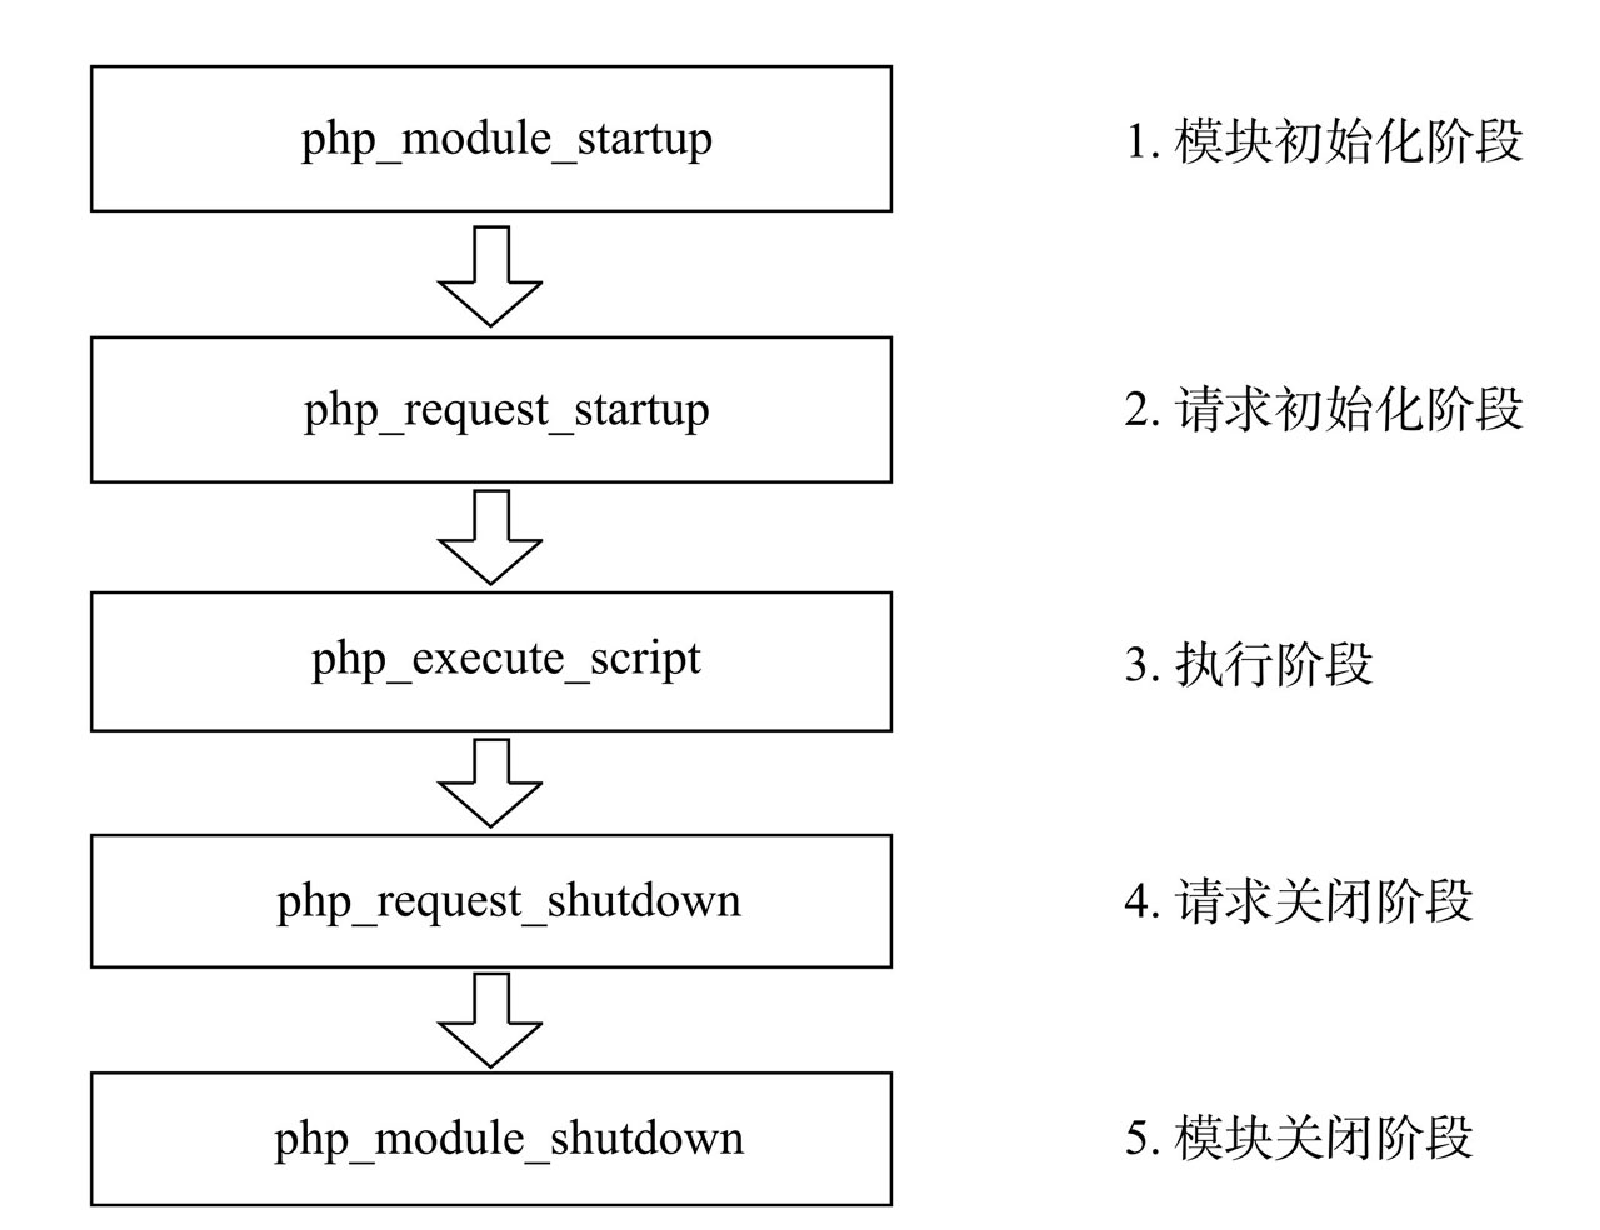 php_module_startup
1. 模块初始化阶段
php_request_startup
2. 请求初始化阶段
php_execute_script
3. 执行阶段
php_request_shutdown
4. 请求关闭阶段
php_module_shutdown
5. 模块关闭阶段